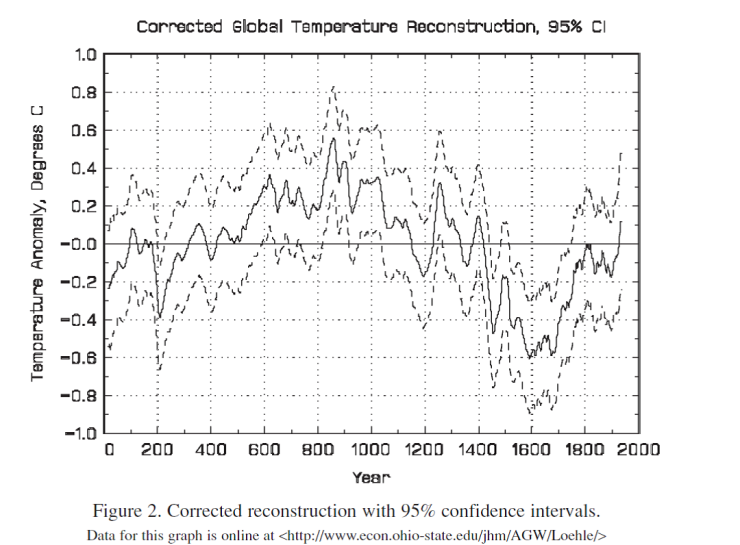 Corrected Global Temperature Reconstruction, 95% CI
1.0
0.8
0.6
0.4
0.2
-0.0
-0.2
-0.4
-0.6
-0.8
-1.0
Temperature Anomaly, Degrees C
0 200 400 600 800 1000 1200 1400 1600 1800 2000
Year
Figure 2. Corrected reconstruction with 95% confidence intervals.
Data for this graph is online at <http://www.econ.ohio-state.edu/jhm/AGW/Loehle/>